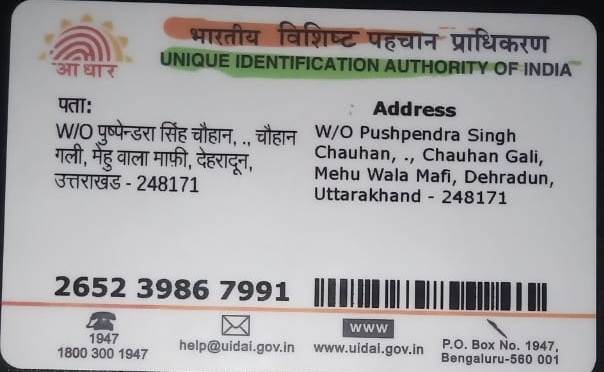 भारतीय विशिष्ट पहचान प्राधिकरण
आधार
UNIQUE IDENTIFICATION AUTHORITY OF INDIA
पता:
W/O पुष्पेन्डरा सिंह चौहान, ., चौहान
गली, मेहु वाला माफ़ी, देहरादून,
उत्तराखण्ड - 248171
Address
W/O Pushpendra Singh
Chauhan, ., Chauhan Gali,
Mehu Wala Mafi, Dehradun,
Uttarakhand - 248171
2652 3986 7991
1947
1800 300 1947
help@uidai.gov.in
www
www.uidai.gov.in
P.O. Box No. 1947,
Bengaluru-560 001